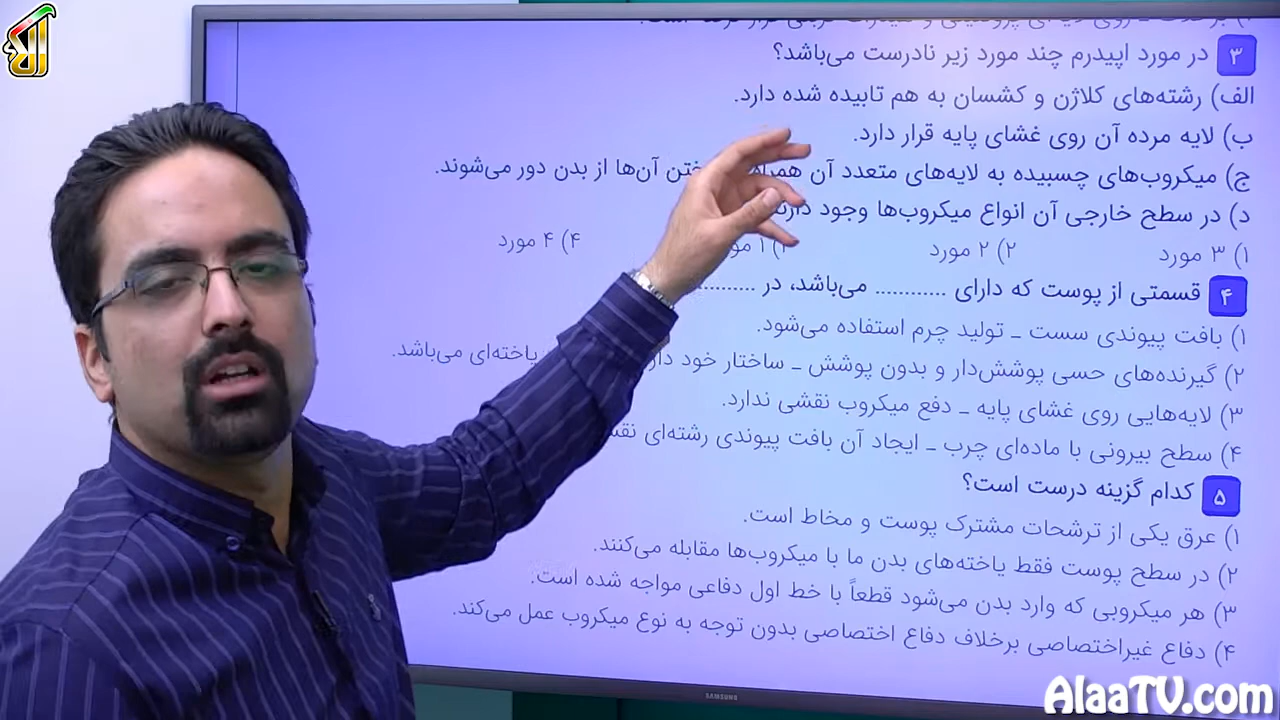 ۳ در مورد اپیدرم چند مورد زیر نادرست می‌باشد؟
الف) رشته‌های کلاژن و کشسان به هم تابیده شده دارد.
ب) لایه مرده آن روی غشای پایه قرار دارد.
ج) میکروب‌های چسبیده به لایه‌های متعدد آن آن‌ها از بدن دور می‌شوند.
د) در سطح خارجی آن انواع میکروب‌ها وجود
۱) ۳ مورد ۲) ۲ مورد ۱ ۴) ۴ مورد
۴ قسمتی از پوست که دارای ............ می‌باشد، در ............
۱) بافت پیوندی سست ـ تولید چرم استفاده می‌شود.
۲) گیرنده‌های حسی پوشش‌دار و بدون پوشش ـ ساختار خود یاخته‌ای می‌باشد.
۳) لایه‌هایی روی غشای پایه ـ دفع میکروب نقشی ندارد.
۴) سطح بیرونی با ماده‌ای چرب ـ ایجاد آن بافت پیوندی رشته‌ای
۵ کدام گزینه درست است؟
۱) عرق یکی از ترشحات مشترک پوست و مخاط است.
۲) در سطح پوست فقط یاخته‌های بدن ما با میکروب‌ها مقابله می‌کنند.
۳) هر میکروبی که وارد بدن می‌شود قطعاً با خط اول دفاعی مواجه شده است.
۴) دفاع غیراختصاصی برخلاف دفاع اختصاصی بدون توجه به نوع میکروب عمل می‌کند.
SAMSUNG
AlaaTV.com